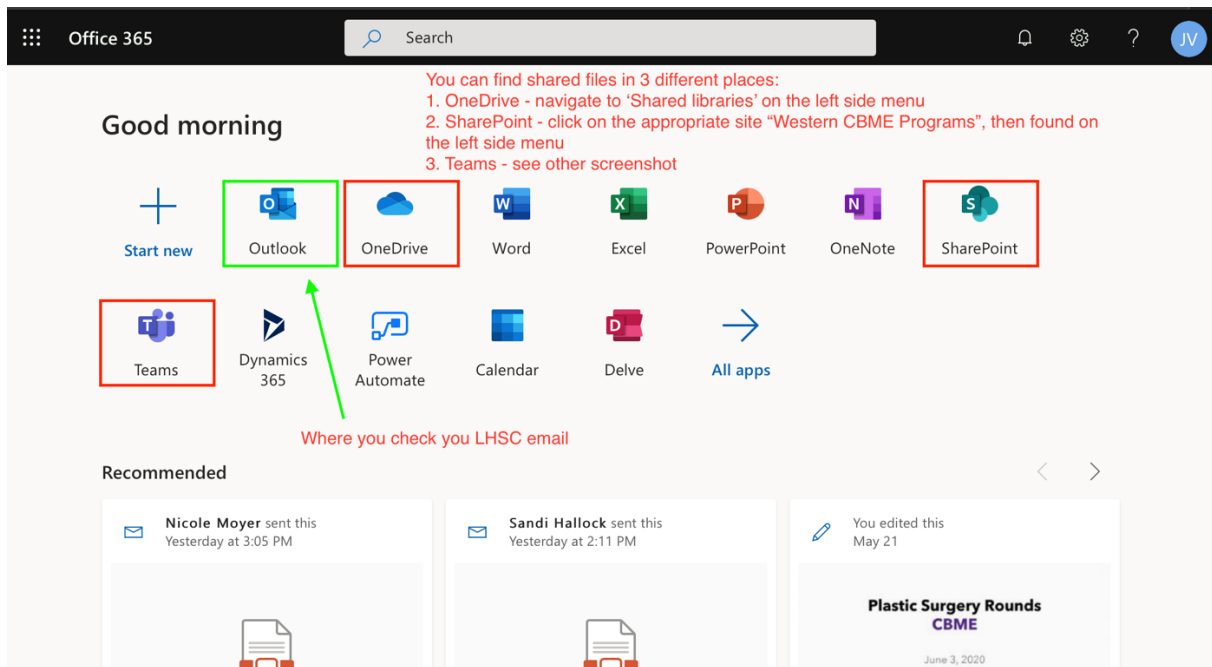 Office 365
Search
JV
You can find shared files in 3 different places:
1. OneDrive - navigate to ‘Shared libraries’ on the left side menu
2. SharePoint - click on the appropriate site “Western CBME Programs”, then found on
the left side menu
3. Teams - see other screenshot
Good morning
Start new
Outlook
OneDrive
Word
Excel
PowerPoint
OneNote
SharePoint
Teams
Dynamics
365
Power
Automate
Calendar
Delve
All apps
Where you check you LHSC email
Recommended
Nicole Moyer sent this
Yesterday at 3:05 PM
Sandi Hallock sent this
Yesterday at 2:11 PM
You edited this
May 21
Plastic Surgery Rounds
CBME
June 3, 2020